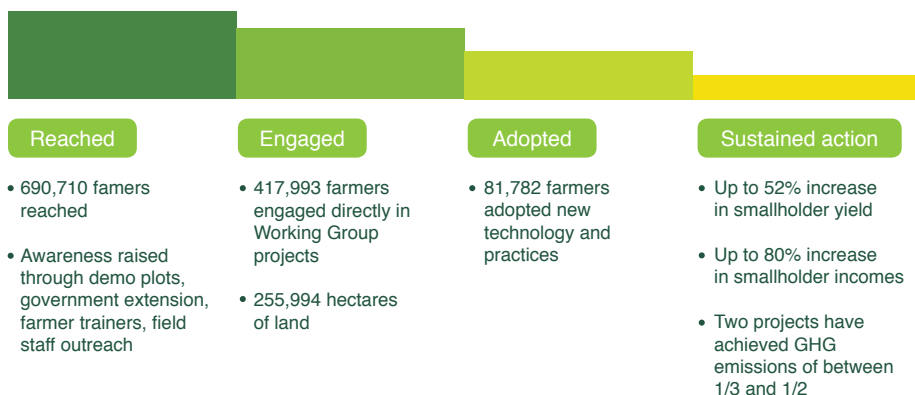 Reached
• 690,710 famers
reached
• Awareness raised
through demo plots,
government extension,
farmer trainers, field
staff outreach
Engaged
• 417,993 farmers
engaged directly in
Working Group
projects
• 255,994 hectares
of land
Adopted
• 81,782 farmers
adopted new
technology and
practices
Sustained action
• Up to 52% increase
in smallholder yield
• Up to 80% increase
in smallholder incomes
• Two projects have
achieved GHG
emissions of between
1/3 and 1/2